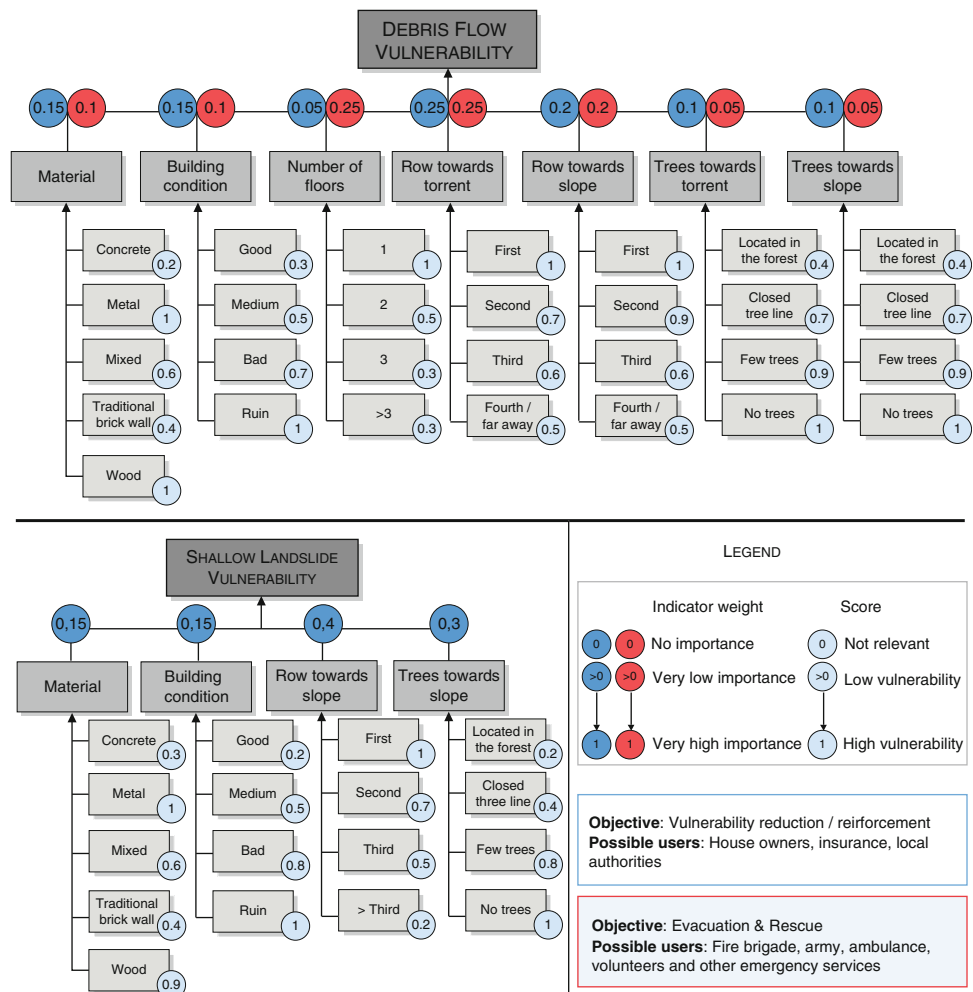 DEBRIS FLOW
VULNERABILITY
0.15 0.1
0.15 0.1
0.05 0.25
0.25 0.25
0.2 0.2
0.1 0.05
0.1 0.05
Material
Building
condition
Number of
floors
Row towards
torrent
Row towards
slope
Trees towards
torrent
Trees towards
slope
Concrete
0.2
Metal
1
Mixed
0.6
Traditional
brick wall
0.4
Wood
1
Good
0.3
Medium
0.5
Bad
0.7
Ruin
1
1
1
2
0.5
3
0.3
>3
0.3
First
1
Second
0.7
Third
0.6
Fourth /
far away
0.5
First
1
Second
0.9
Third
0.6
Fourth /
far away
0.5
Located in
the forest
0.4
Closed
tree line
0.7
Few trees
0.9
No trees
1
Located in
the forest
0.4
Closed
tree line
0.7
Few trees
0.9
No trees
1
SHALLOW LANDSLIDE
VULNERABILITY
0,15
0,15
0,4
0,3
Material
Building
condition
Row towards
slope
Trees towards
slope
Concrete
0.3
Metal
1
Mixed
0.6
Traditional
brick wall
0.4
Wood
0.9
Good
0.2
Medium
0.5
Bad
0.8
Ruin
1
First
1
Second
0.7
Third
0.5
> Third
0.2
Located in
the forest
0.2
Closed
three line
0.4
Few trees
0.8
No trees
1
LEGEND
Indicator weight
Score
0 0 No importance
0 Not relevant
>0 >0 Very low importance
>0 Low vulnerability
1 1 Very high importance
1 High vulnerability
Objective: Vulnerability reduction / reirforcement
Possible users: House owners, insurance, local
authorities
Objective: Evacuation & Rescue
Possible users: Fire brigade, army, ambulance,
volunteers and other emergency services